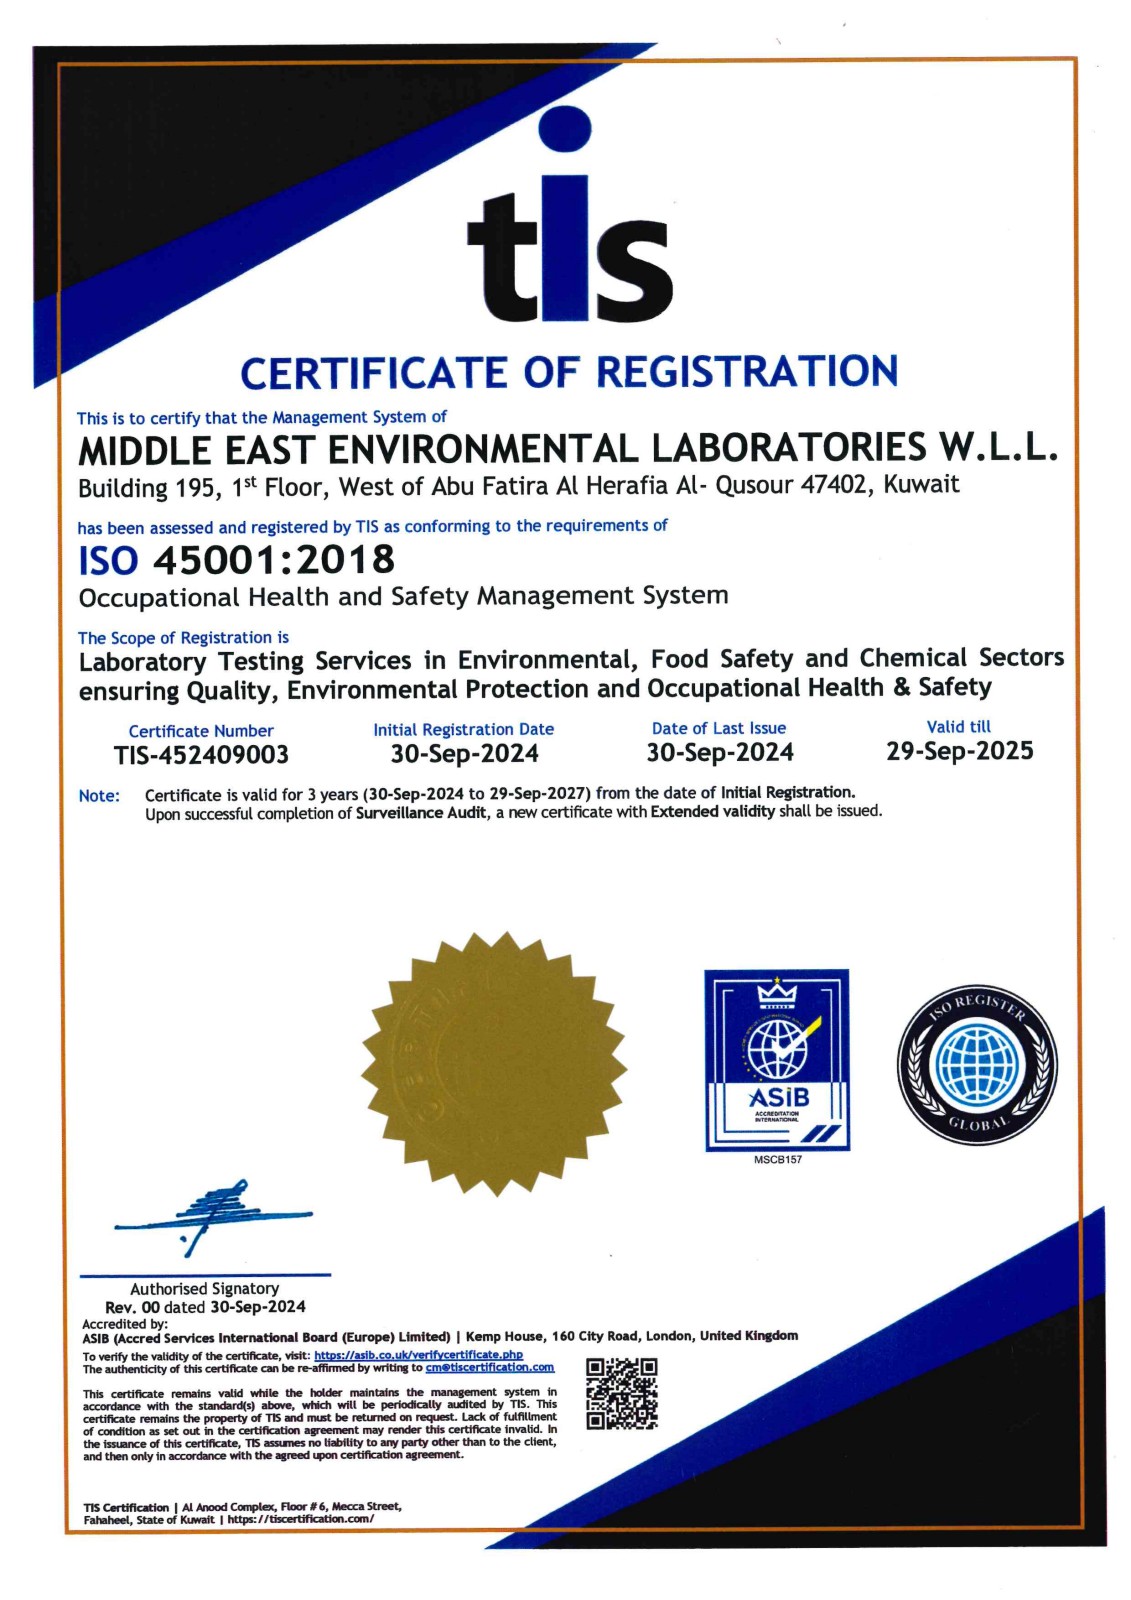 tis
CERTIFICATE OF REGISTRATION
This is to certify that the Management System of
MIDDLE EAST ENVIRONMENTAL LABORATORIES W.L.L.
Building 195, 1st Floor, West of Abu Fatira Al Herafia Al- Qusour 47402, Kuwait
has been assessed and registered by TIS as conforming to the requirements of
ISO 45001:2018
Occupational Health and Safety Management System
The Scope of Registration is
Laboratory Testing Services in Environmental, Food Safety and Chemical Sectors
ensuring Quality, Environmental Protection and Occupational Health & Safety
Certificate Number Initial Registration Date Date of Last Issue Valid till
TIS-452409003 30-Sep-2024 30-Sep-2024 29-Sep-2025
Note: Certificate is valid for 3 years (30-Sep-2024 to 29-Sep-2027) from the date of Initial Registration.
Upon successful completion of Surveillance Audit, a new certificate with Extended validity shall be issued.
ASiB
ACCREDITATION
INTERNATIONAL
MSCB157
ISO REGISTER
GLOBAL
Authorised Signatory
Rev. 00 dated 30-Sep-2024
Accredited by:
ASIB (Accred Services International Board (Europe) Limited) | Kemp House, 160 City Road, London, United Kingdom
To verify the validity of the certificate, visit: https://asib.co.uk/verifycertificate.php
The authenticity of this certificate can be re-affirmed by writing to cm@tiscertification.com
This certificate remains valid while the holder maintains the management system in
accordance with the standard(s) above, which will be periodically audited by TIS. This
certificate remains the property of TIS and must be returned on request. Lack of fulfillment
of condition as set out in the certification agreement may render this certificate invalid. In
the issuance of this certificate, TIS assumes no liability to any party other than to the client,
and then only in accordance with the agreed upon certification agreement.
TIS Certification | Al Anood Complex, Floor # 6, Mecca Street,
Fahaheel, State of Kuwait | https://tiscertification.com/